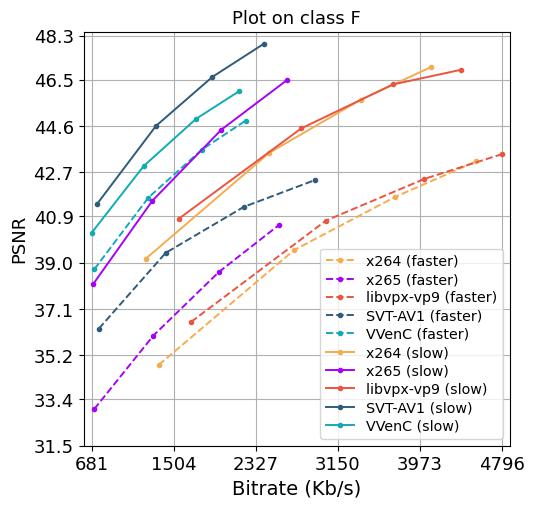 Plot on class F
PSNR
48.3
46.5
44.6
42.7
40.9
39.0
37.1
35.2
33.4
31.5
x264 (faster)
x265 (faster)
libvpx-vp9 (faster)
SVT-AV1 (faster)
VVenC (faster)
x264 (slow)
x265 (slow)
libvpx-vp9 (slow)
SVT-AV1 (slow)
VVenC (slow)
681 1504 2327 3150 3973 4796
Bitrate (Kb/s)